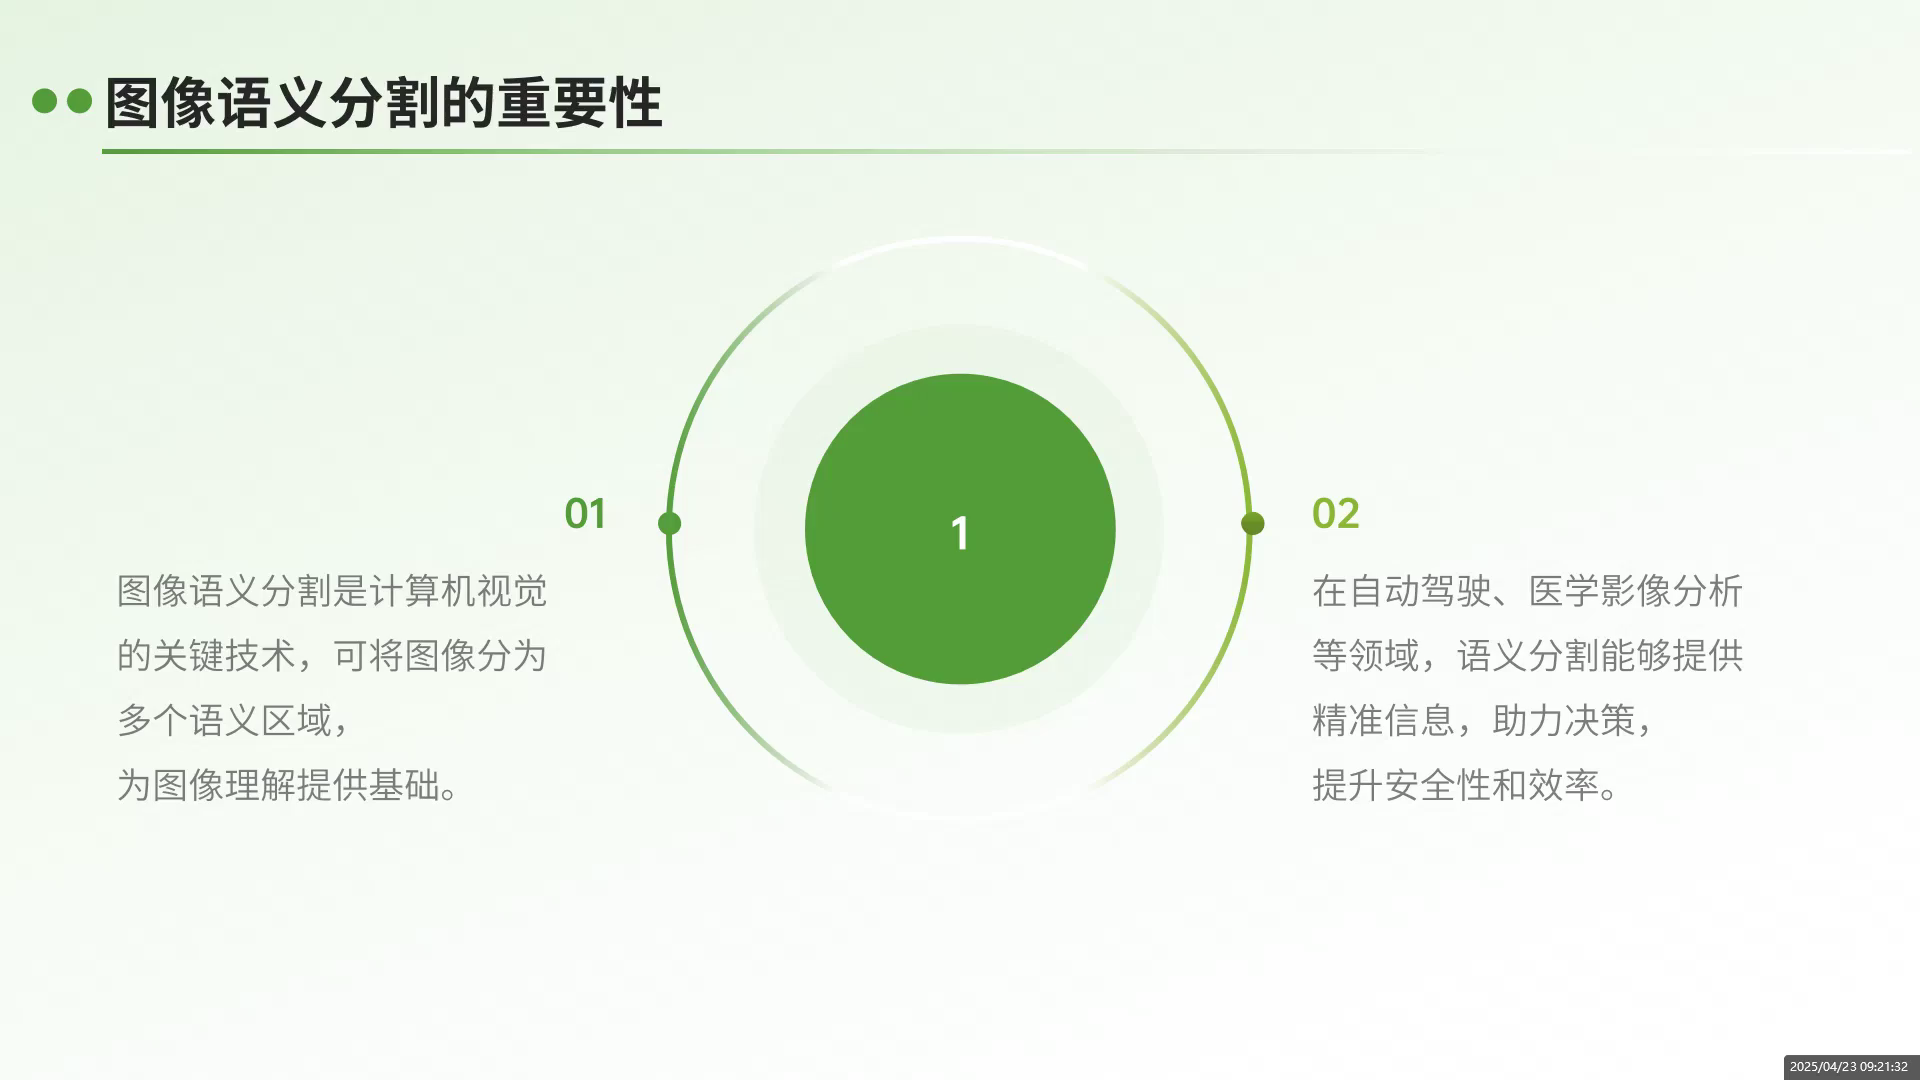 图像语义分割的重要性
01
图像语义分割是计算机视觉
的关键技术，可将图像分为
多个语义区域，
为图像理解提供基础。
1
02
在自动驾驶、医学影像分析
等领域，语义分割能够提供
精准信息，助力决策，
提升安全性和效率。
2025/04/23 09:21:32